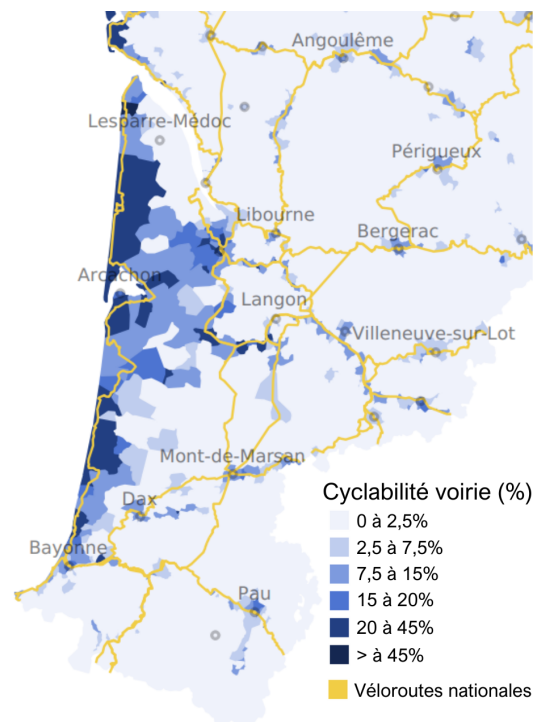 Angoulême
Lesparre-Médoc
Périgueux
Libourne
Bergerac
Arcachon
Langon
Villeneuve-sur-Lot
Mont-de-Marsan
Dax
Bayonne
Pau
Cyclabilité voirie (%)
0 à 2,5%
2,5 à 7,5%
7,5 à 15%
15 à 20%
20 à 45%
> à 45%
Véloroutes nationales